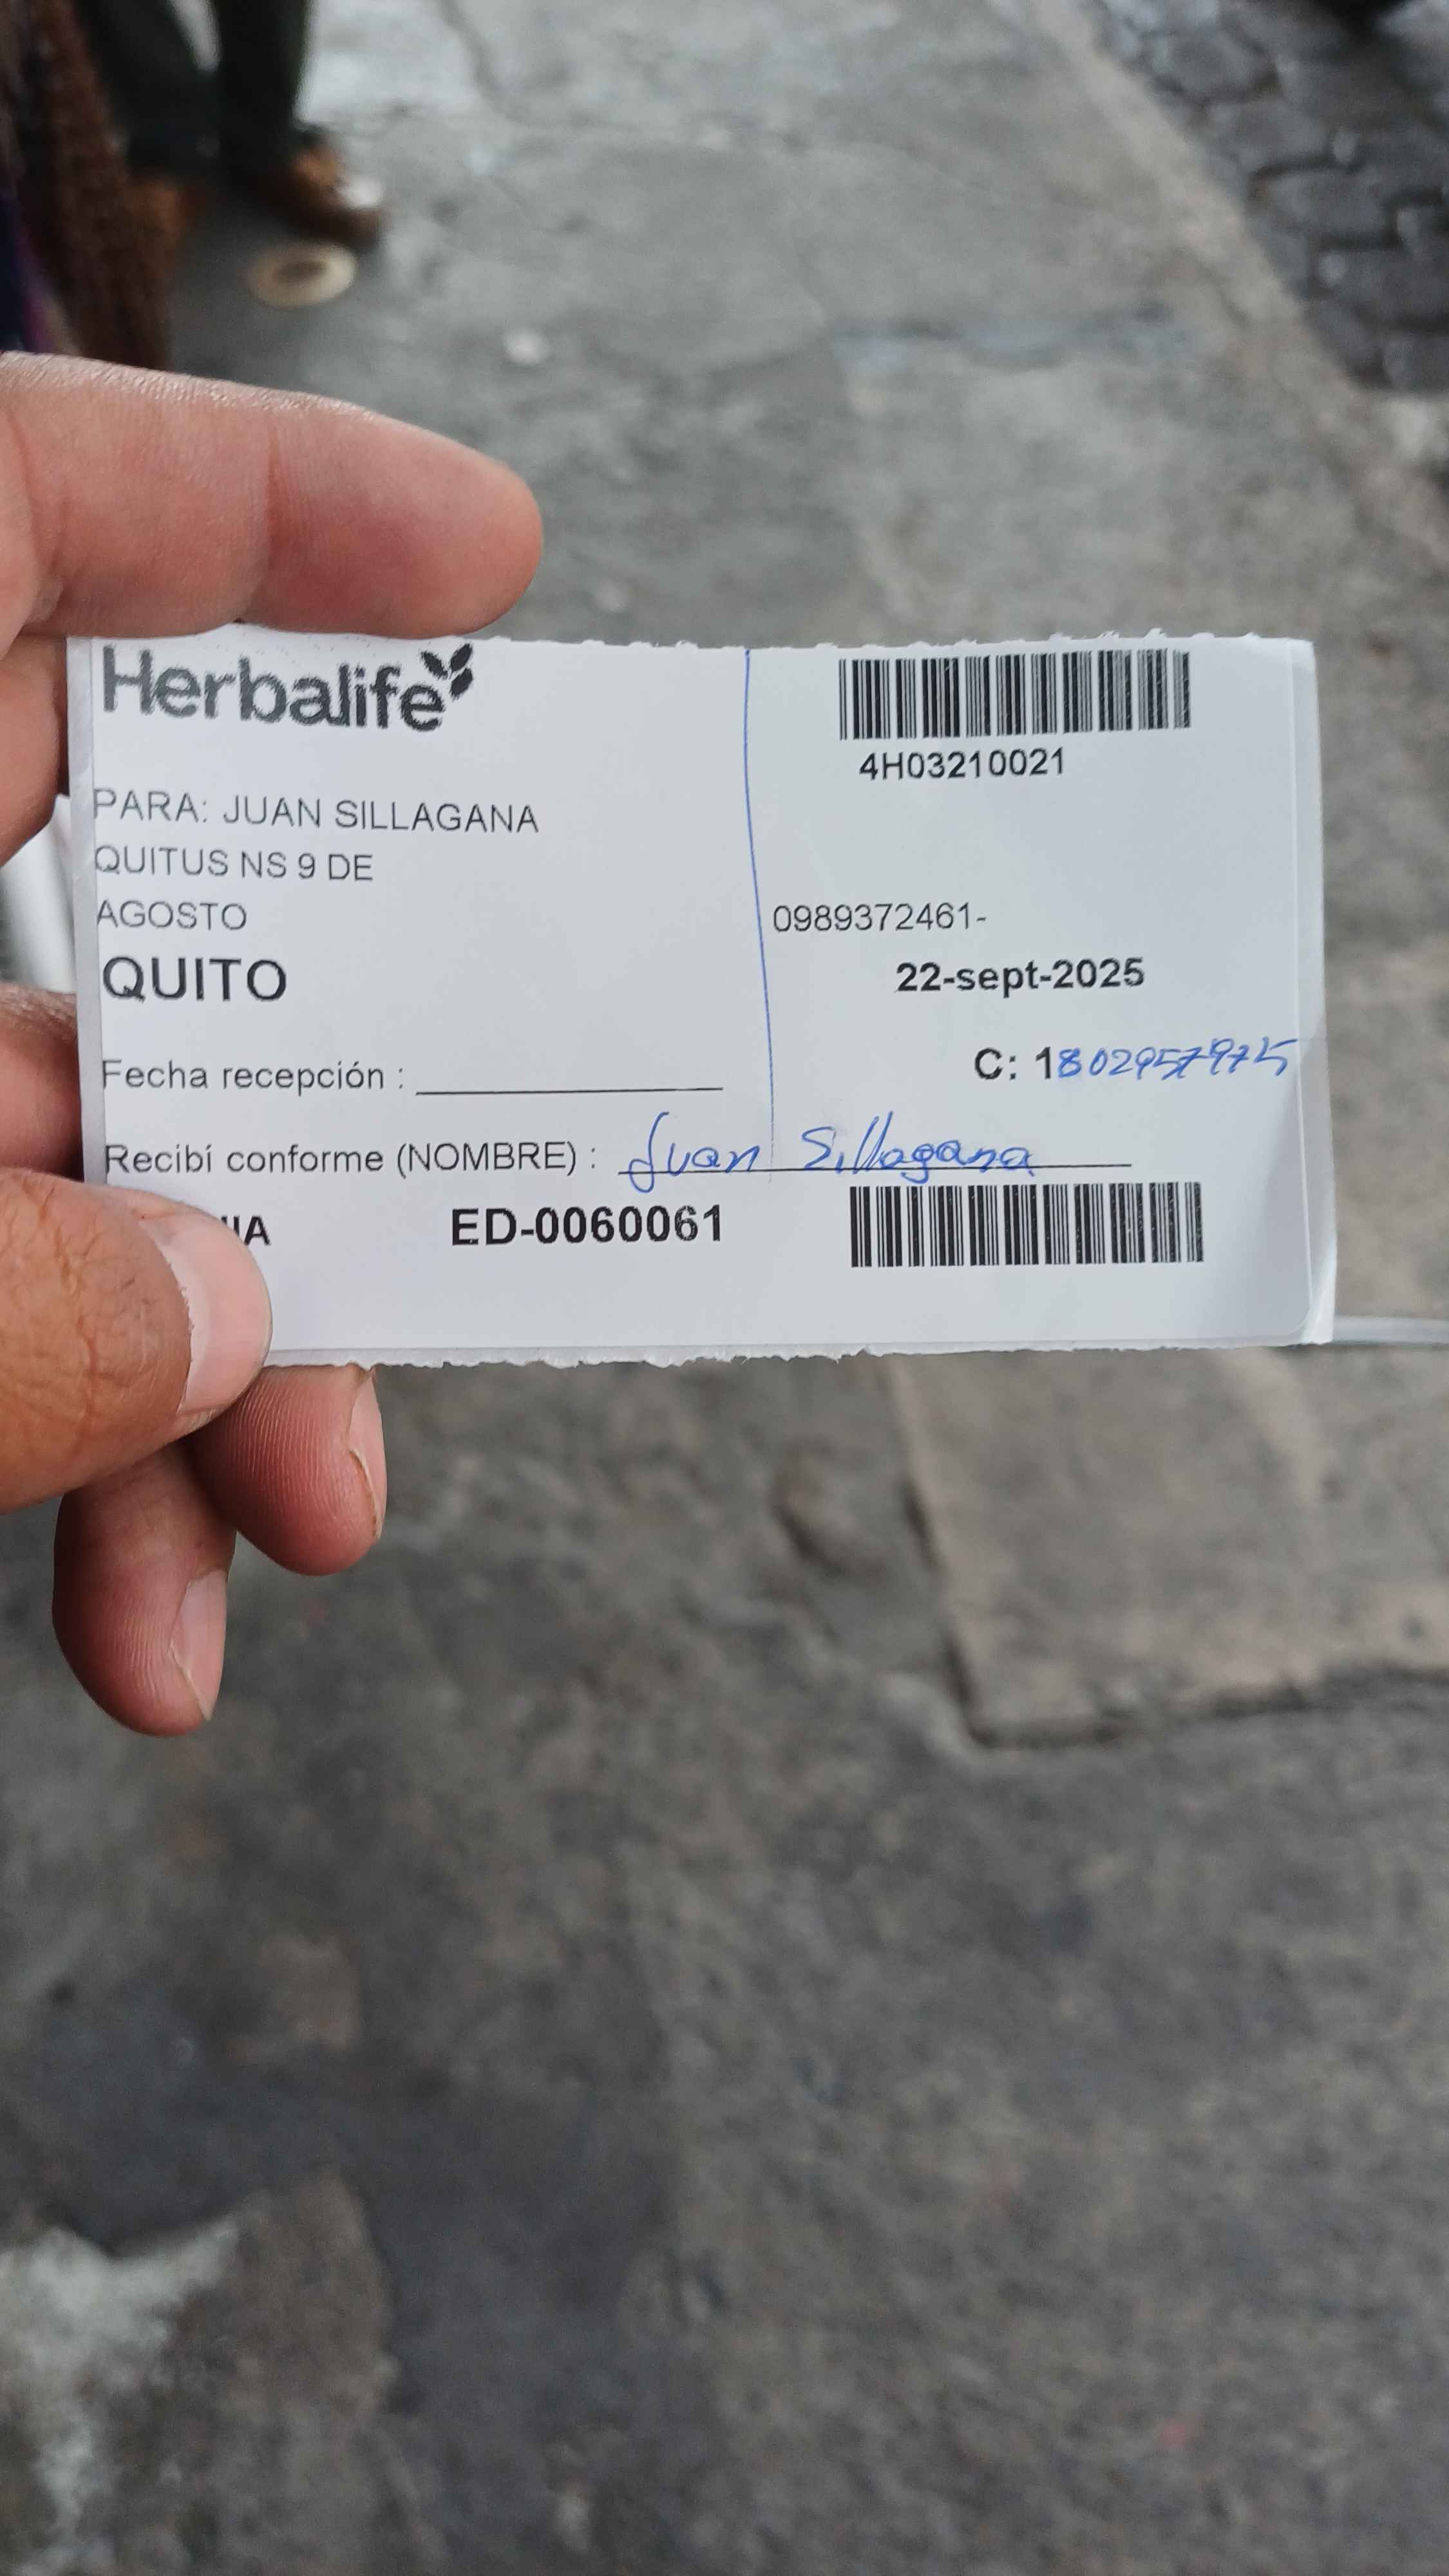 Herbalife
4H03210021
PARA: JUAN SILLAGANA
QUITUS NS 9 DE
AGOSTO
0989372461-
QUITO
22-sept-2025
C: 1802957975
Fecha recepción :
Recibí conforme (NOMBRE) : Juan Sillagana
ED-0060061